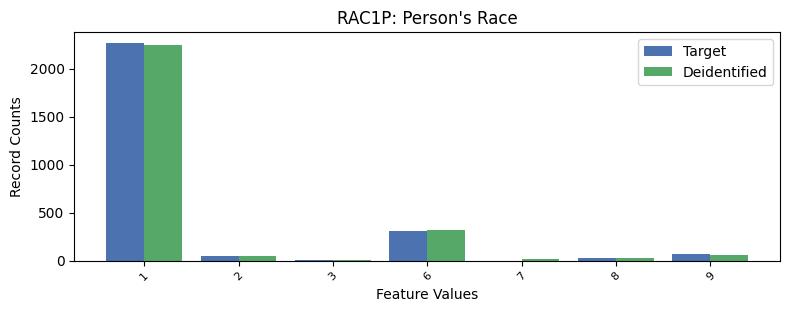 RAC1P: Person's Race
Target
Deidentified
2000
1500
1000
500
0
Record Counts
1 2 3 6 7 8 9
Feature Values